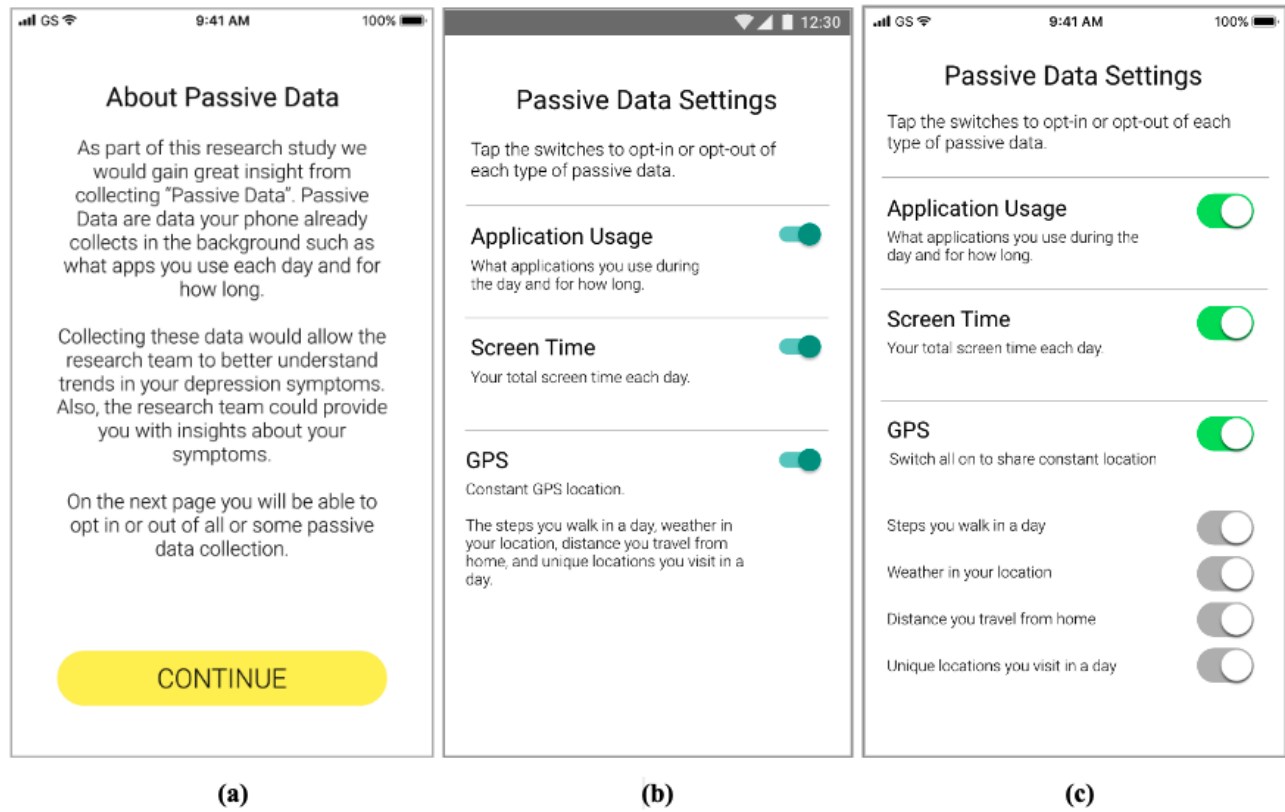 GS 9:41 AM 100%
About Passive Data
As part of this research study we
would gain great insight from
collecting “Passive Data”. Passive
Data are data your phone already
collects in the background such as
what apps you use each day and for
how long.
Collecting these data would allow the
research team to better understand
trends in your depression symptoms.
Also, the research team could provide
you with insights about your
symptoms.
On the next page you will be able to
opt in or out of all or some passive
data collection.
CONTINUE
(a)
12:30
Passive Data Settings
Tap the switches to opt-in or opt-out of
each type of passive data.
Application Usage
What applications you use during
the day and for how long.
Screen Time
Your total screen time each day.
GPS
Constant GPS location.
The steps you walk in a day, weather in
your location, distance you travel from
home, and unique locations you visit in a
day.
(b)
GS 9:41 AM 100%
Passive Data Settings
Tap the switches to opt-in or opt-out of each
type of passive data.
Application Usage
What applications you use during the
day and for how long.
Screen Time
Your total screen time each day.
GPS
Switch all on to share constant location
Steps you walk in a day
Weather in your location
Distance you travel from home
Unique locations you visit in a day
(c)